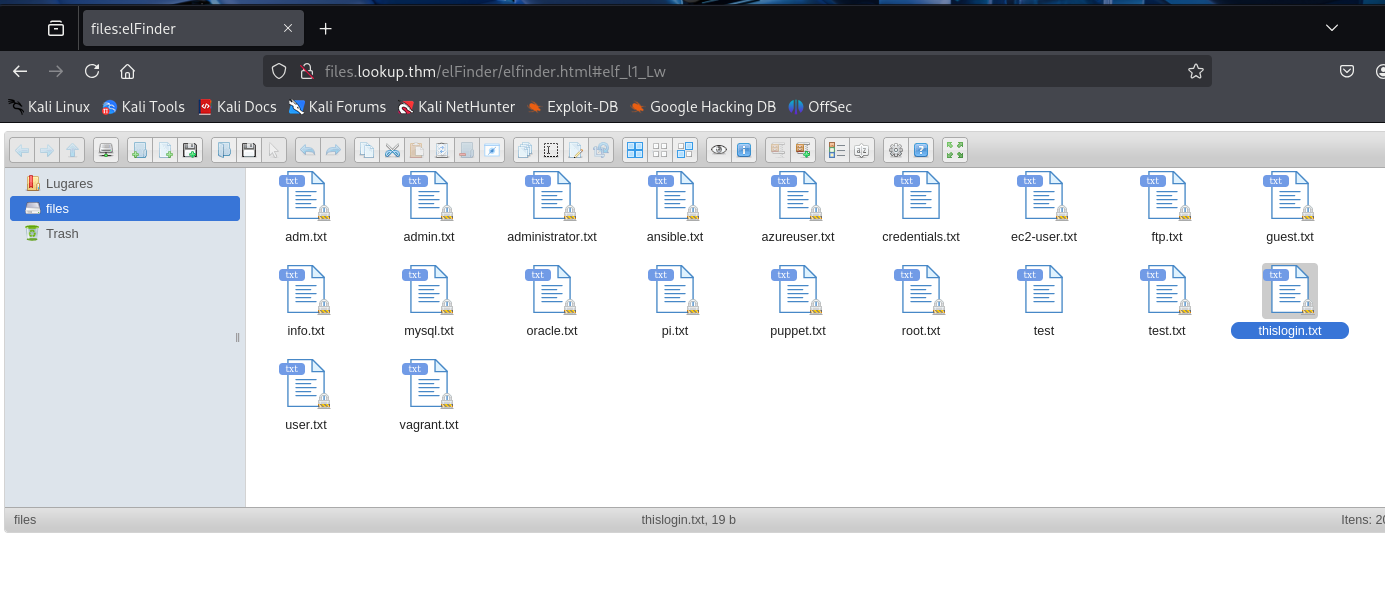 files:elFinder
files.lookup.thm/elFinder/elfinder.html#elf_l1_Lw
Kali Linux Kali Tools Kali Docs Kali Forums Kali NetHunter Exploit-DB Google Hacking DB OffSec
Lugares
files
Trash
txt txt txt txt txt txt txt txt txt
adm.txt admin.txt administrator.txt ansible.txt azureuser.txt credentials.txt ec2-user.txt ftp.txt guest.txt
txt txt txt txt txt txt txt txt txt
info.txt mysql.txt oracle.txt pi.txt puppet.txt root.txt test test.txt thislogin.txt
txt txt
user.txt vagrant.txt
files thislogin.txt, 19 b Itens: 20